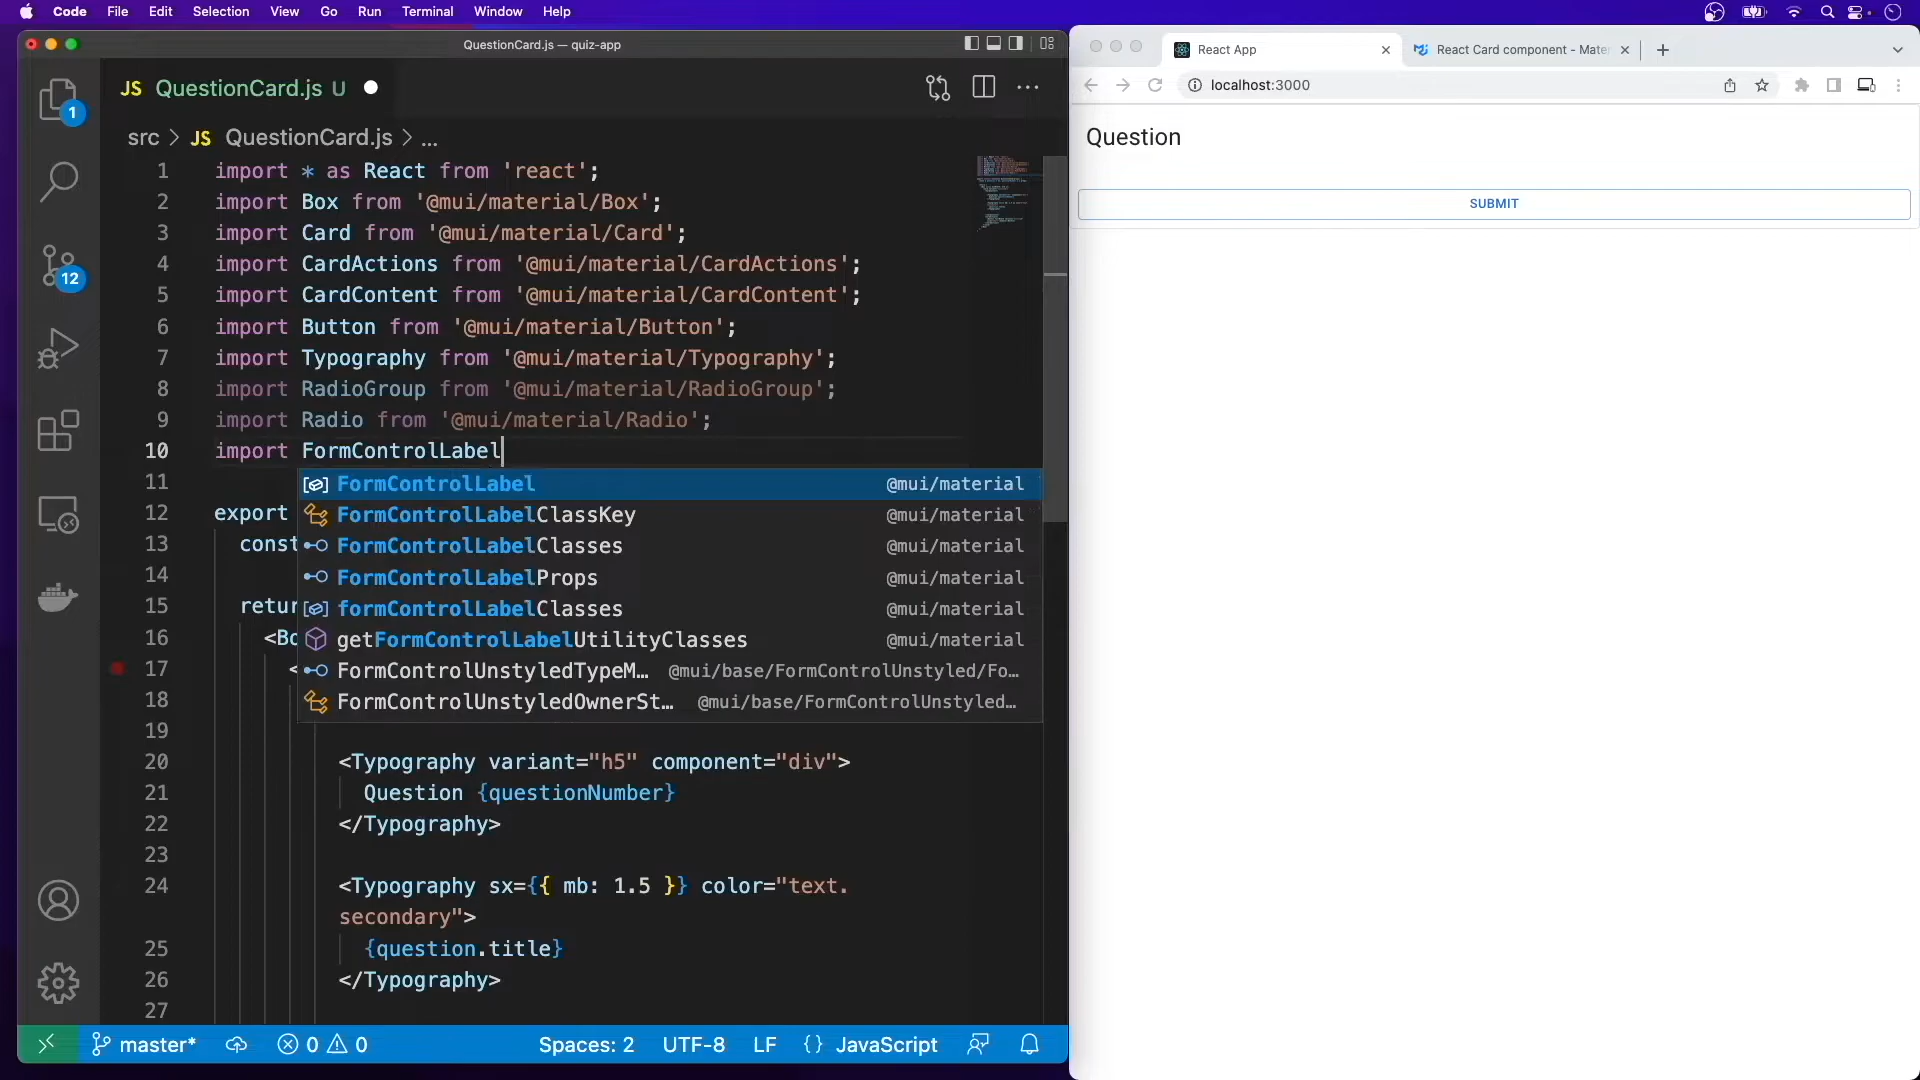 Code File Edit Selection View Go Run Terminal Window Help
QuestionCard.js — quiz-app
JS QuestionCard.js U
src > JS QuestionCard.js > ...
1
12
1 import * as React from 'react';
2 import Box from '@mui/material/Box';
3 import Card from '@mui/material/Card';
4 import CardActions from '@mui/material/CardActions';
5 import CardContent from '@mui/material/CardContent';
6 import Button from '@mui/material/Button';
7 import Typography from '@mui/material/Typography';
8 import RadioGroup from '@mui/material/RadioGroup';
9 import Radio from '@mui/material/Radio';
10 import FormControlLabel
11
12 export
13 const
14
15 retur
16 <Bo
17 <
18
19
20 <Typography variant="h5" component="div">
21 Question {questionNumber}
22 </Typography>
23
24 <Typography sx={{ mb: 1.5 }} color="text.
secondary">
25 {question.title}
26 </Typography>
27
FormControlLabel @mui/material
FormControlLabelClassKey @mui/material
FormControlLabelClasses @mui/material
FormControlLabelProps @mui/material
formControlLabelClasses @mui/material
getFormControlLabelUtilityClasses @mui/material
FormControlUnstyledTypeM… @mui/base/FormControlUnstyled/Fo…
FormControlUnstyledOwnerSt… @mui/base/FormControlUnstyled…
master* 0 0 Spaces: 2 UTF-8 LF {} JavaScript
React App
React Card component - Mater
localhost:3000
Question
SUBMIT